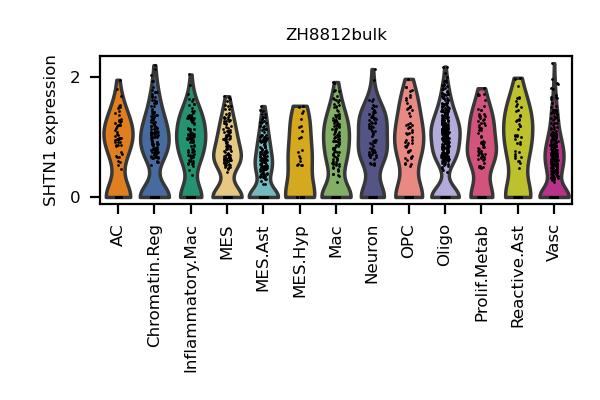 ZH8812bulk
SHTN1 expression
2
0
AC
Chromatin.Reg
Inflammatory.Mac
MES
MES.Ast
MES.Hyp
Mac
Neuron
OPC
Oligo
Prolif.Metab
Reactive.Ast
Vasc